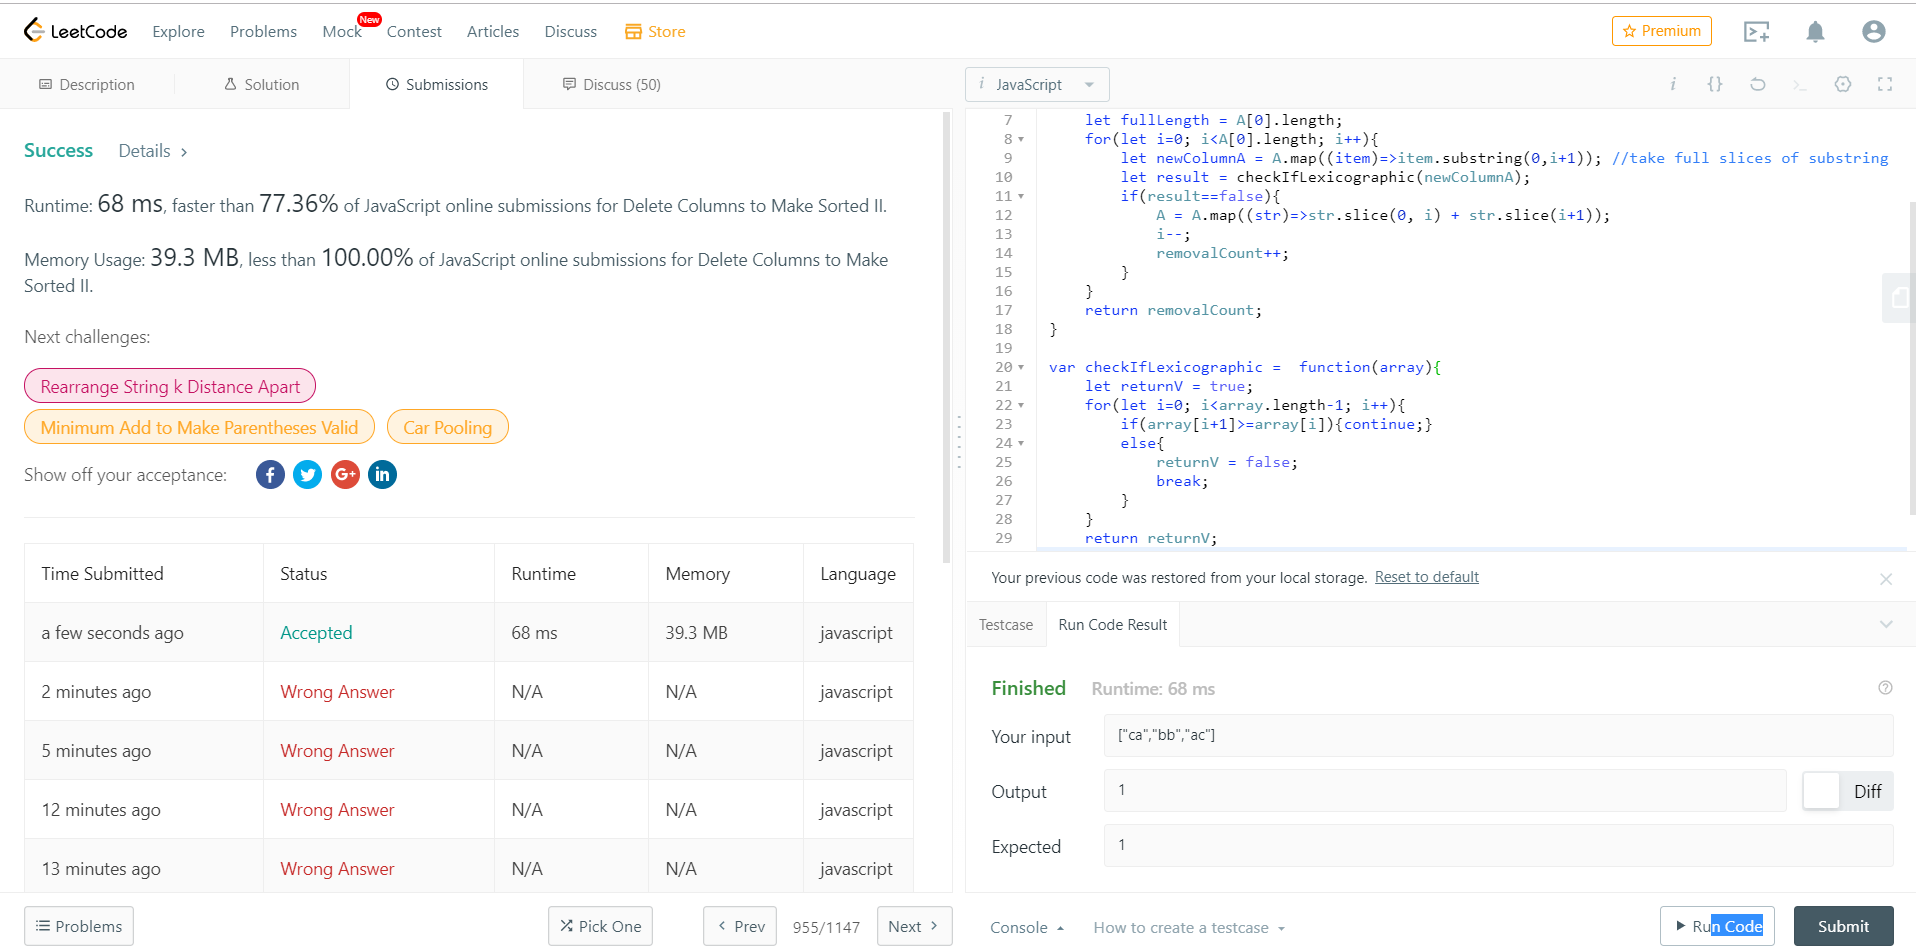 LeetCode Explore Problems Mock New Contest Articles Discuss Store Premium
Description Solution Submissions Discuss (50)
Success Details >
Runtime: 68 ms, faster than 77.36% of JavaScript online submissions for Delete Columns to Make Sorted II.
Memory Usage: 39.3 MB, less than 100.00% of JavaScript online submissions for Delete Columns to Make
Sorted II.
Next challenges:
Rearrange String k Distance Apart
Minimum Add to Make Parentheses Valid Car Pooling
Show off your acceptance: f G+ in
Time Submitted Status Runtime Memory Language
a few seconds ago Accepted 68 ms 39.3 MB javascript
2 minutes ago Wrong Answer N/A N/A javascript
5 minutes ago Wrong Answer N/A N/A javascript
12 minutes ago Wrong Answer N/A N/A javascript
13 minutes ago Wrong Answer N/A N/A javascript
Problems Pick One < Prev 955/1147 Next >
i JavaScript i {} >_
7 let fullLength = A[0].length;
8 for(let i=0; i<A[0].length; i++){
9 let newColumnA = A.map((item)=>item.substring(0,i+1)); //take full slices of substring
10 let result = checkIfLexicographic(newColumnA);
11 if(result==false){
12 A = A.map((str)=>str.slice(0, i) + str.slice(i+1));
13 i--;
14 removalCount++;
15 }
16 }
17 return removalCount;
18 }
19
20 var checkIfLexicographic =  function(array){
21 let returnV = true;
22 for(let i=0; i<array.length-1; i++){
23 if(array[i+1]>=array[i]){continue;}
24 else{
25 returnV = false;
26 break;
27 }
28 }
29 return returnV;
Your previous code was restored from your local storage. Reset to default
Testcase Run Code Result
Finished Runtime: 68 ms
Your input ["ca","bb","ac"]
Output 1 Diff
Expected 1
Console How to create a testcase Run Code Submit